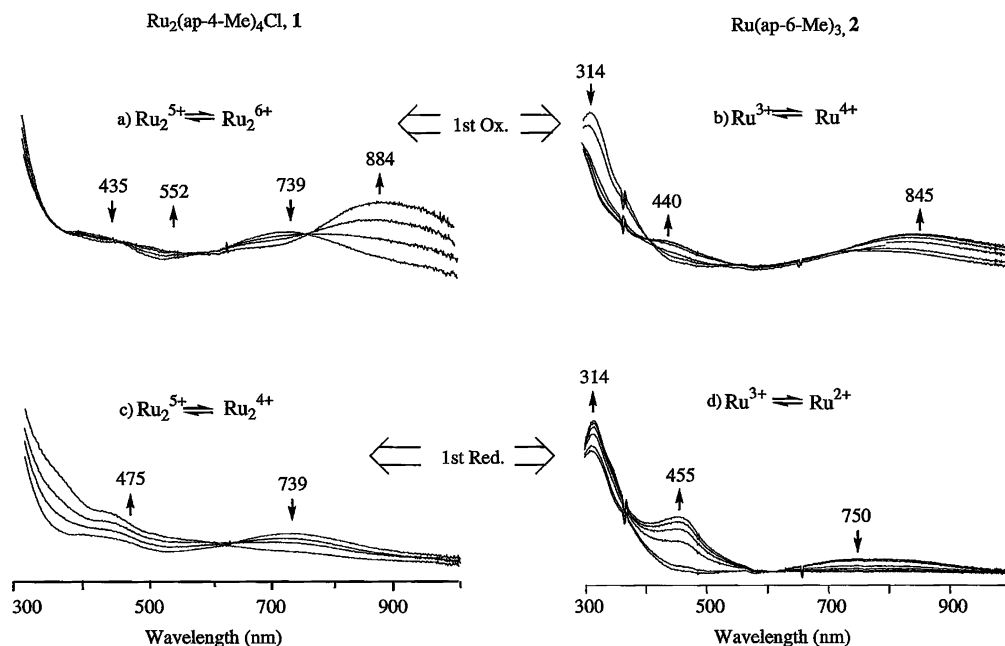 Ru₂(ap-4-Me)₄Cl, 1
Ru(ap-6-Me)₃, 2
a) Ru₂⁵⁺ ⇌ Ru₂⁶⁺
1st Ox.
b) Ru³⁺ ⇌ Ru⁴⁺
435
552
739
884
314
440
845
c) Ru₂⁵⁺ ⇌ Ru₂⁴⁺
1st Red.
d) Ru³⁺ ⇌ Ru²⁺
475
739
314
455
750
300 500 700 900
300 500 700 900
Wavelength (nm)
Wavelength (nm)